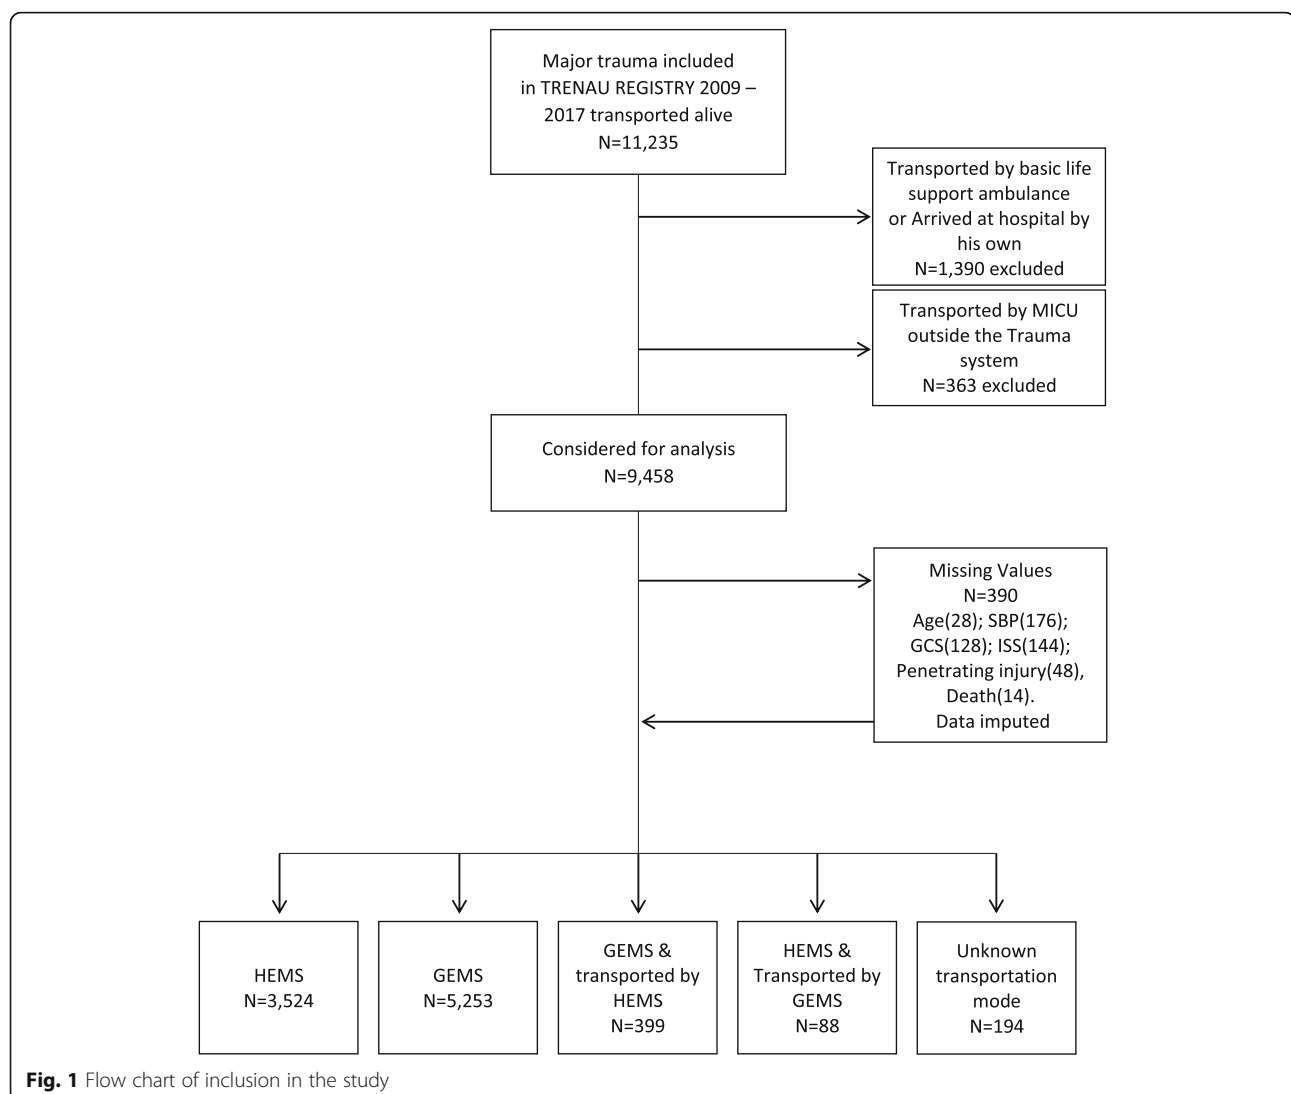 Major trauma included
in TRENAU REGISTRY 2009 –
2017 transported alive
N=11,235
Transported by basic life
support ambulance
or Arrived at hospital by
his own
N=1,390 excluded
Transported by MICU
outside the Trauma
system
N=363 excluded
Considered for analysis
N=9,458
Missing Values
N=390
Age(28); SBP(176);
GCS(128); ISS(144);
Penetrating injury(48),
Death(14).
Data imputed
HEMS
N=3,524
GEMS
N=5,253
GEMS &
transported by
HEMS
N=399
HEMS &
Transported by
GEMS
N=88
Unknown
transportation
mode
N=194
Fig. 1 Flow chart of inclusion in the study